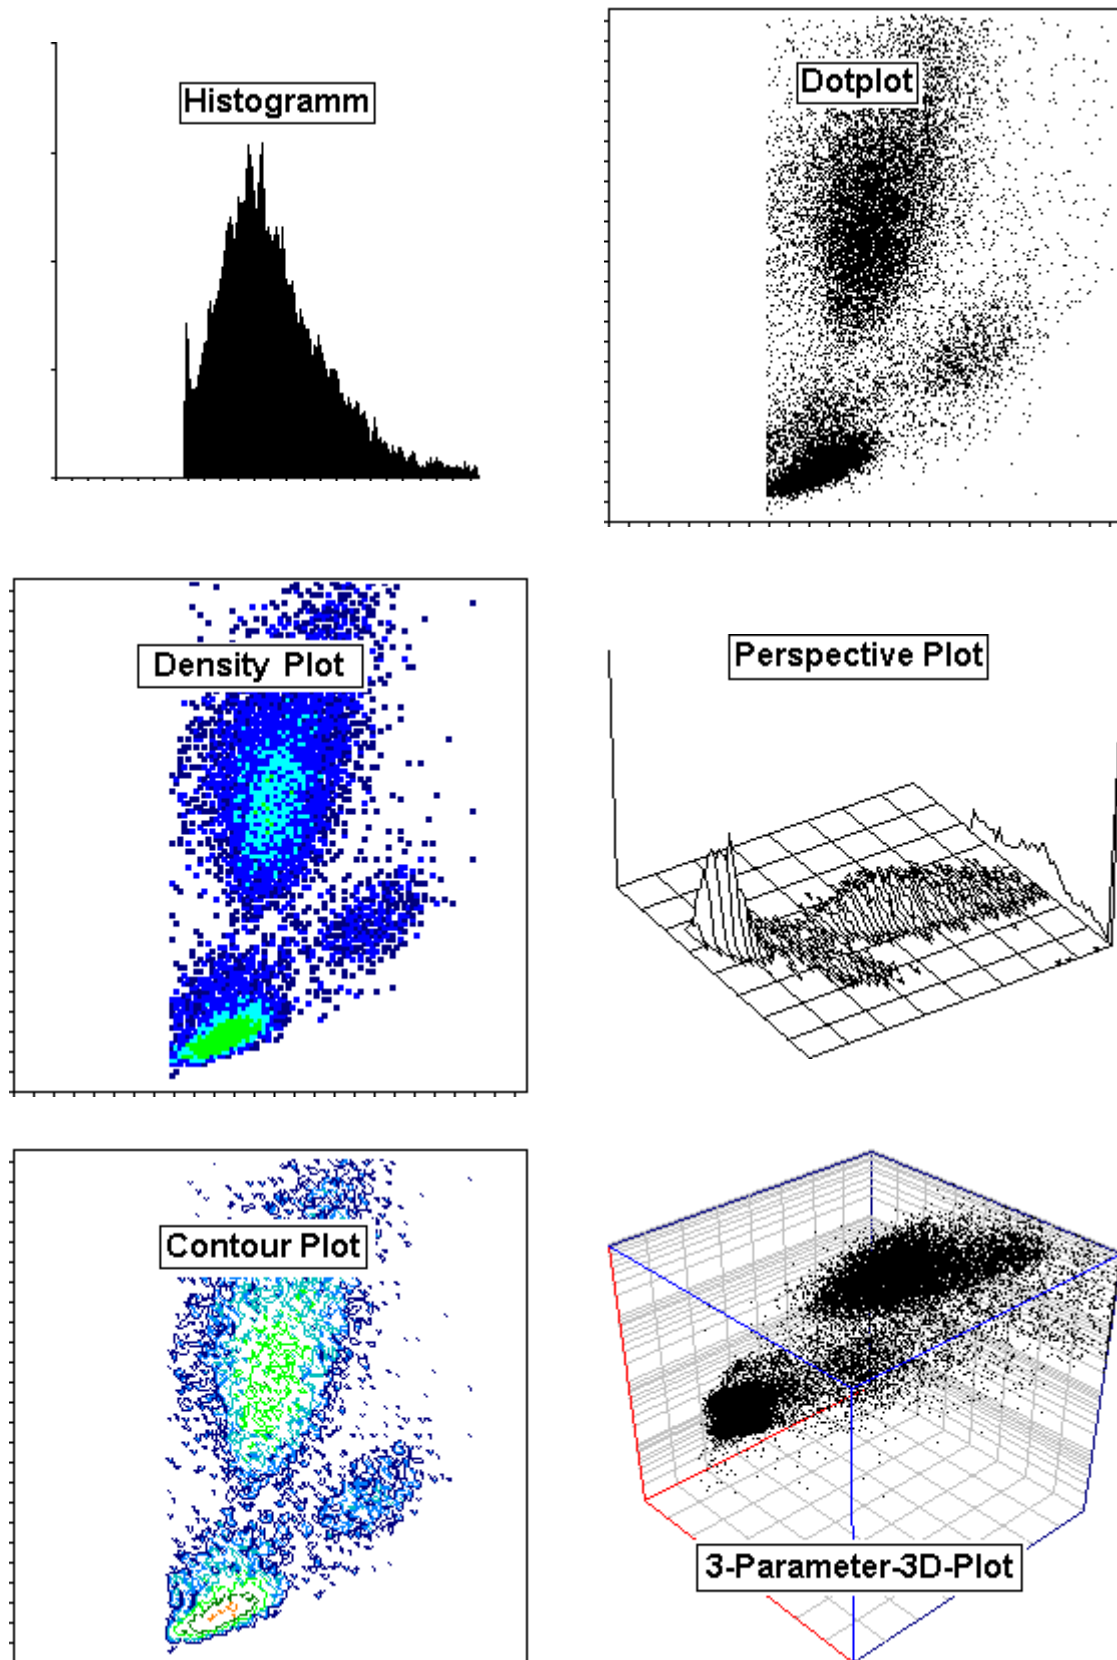 Histogramm
Dotplot
Density Plot
Perspective Plot
Contour Plot
3-Parameter-3D-Plot